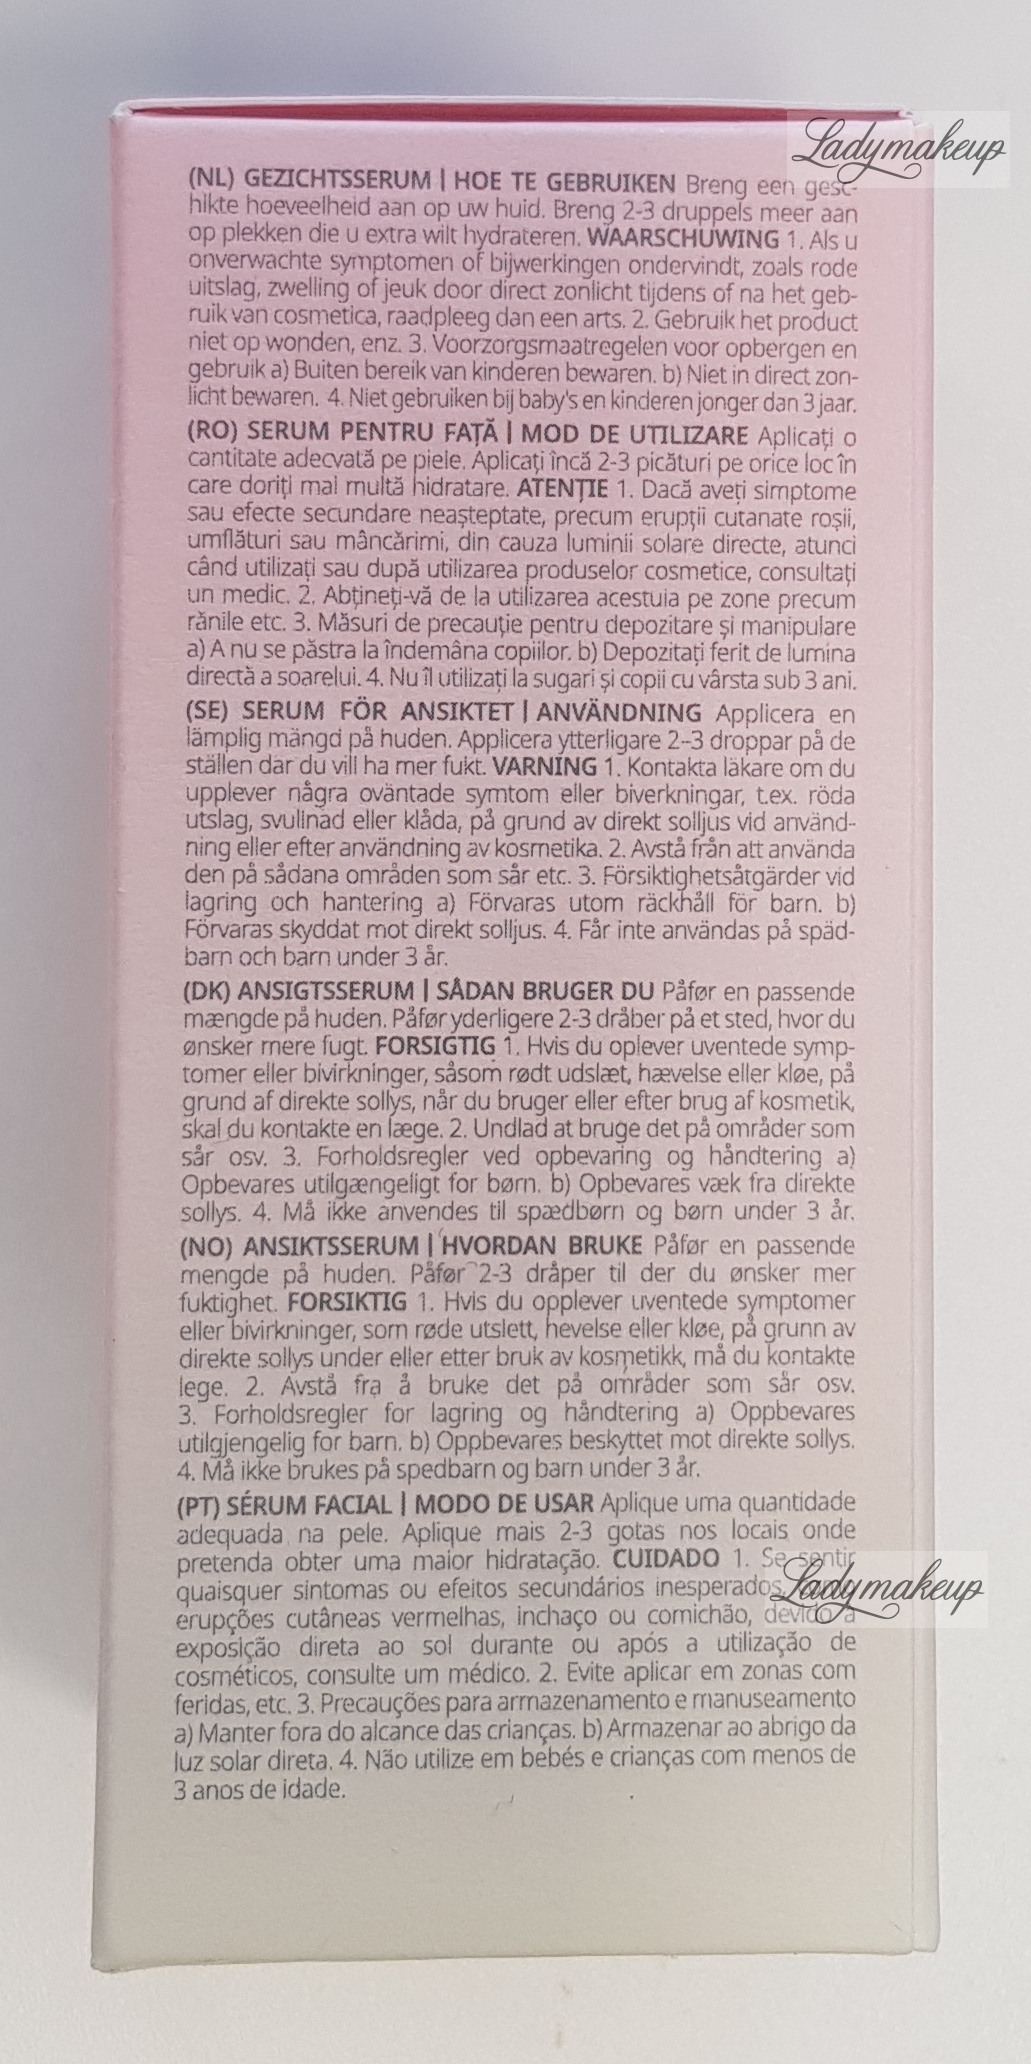 Ladymakeup
(NL) GEZICHTSSERUM | HOE TE GEBRUIKEN Breng een gesc-
hikte hoeveelheid aan op uw huid. Breng 2-3 druppels meer aan
op plekken die u extra wilt hydrateren. WAARSCHUWING 1. Als u
onverwachte symptomen of bijwerkingen ondervindt, zoals rode
uitslag, zwelling of jeuk door direct zonlicht tijdens of na het geb-
ruik van cosmetica, raadpleeg dan een arts. 2. Gebruik het product
niet op wonden, enz. 3. Voorzorgsmaatregelen voor opbergen en
gebruik a) Buiten bereik van kinderen bewaren. b) Niet in direct zon-
licht bewaren. 4. Niet gebruiken bij baby's en kinderen jonger dan 3 jaar.
(RO) SERUM PENTRU FAȚĂ | MOD DE UTILIZARE Aplicați o
cantitate adecvată pe piele. Aplicați încă 2-3 picături pe orice loc în
care doriți mai multă hidratare. ATENȚIE 1. Dacă aveți simptome
sau efecte secundare neașteptate, precum erupții cutanate roșii,
umflături sau mâncărimi, din cauza luminii solare directe, atunci
când utilizați sau după utilizarea produselor cosmetice, consultați
un medic. 2. Abțineți-vă de la utilizarea acestuia pe zone precum
rănile etc. 3. Măsuri de precauție pentru depozitare și manipulare
a) A nu se păstra la îndemâna copiilor. b) Depozitați ferit de lumina
directă a soarelui. 4. Nu îl utilizați la sugari și copii cu vârsta sub 3 ani.
(SE) SERUM FÖR ANSIKTET | ANVÄNDNING Applicera en
lämplig mängd på huden. Applicera ytterligare 2–3 droppar på de
ställen där du vill ha mer fukt. VARNING 1. Kontakta läkare om du
upplever några oväntade symtom eller biverkningar, t.ex. röda
utslag, svullnad eller klåda, på grund av direkt solljus vid använd-
ning eller efter användning av kosmetika. 2. Avstå från att använda
den på sådana områden som sår etc. 3. Försiktighetsåtgärder vid
lagring och hantering a) Förvaras utom räckhåll för barn. b)
Förvaras skyddat mot direkt solljus. 4. Får inte användas på späd-
barn och barn under 3 år.
(DK) ANSIGTSSERUM | SÅDAN BRUGER DU Påfør en passende
mængde på huden. Påfør yderligere 2-3 dråber på et sted, hvor du
ønsker mere fugt. FORSIGTIG 1. Hvis du oplever uventede symp-
tomer eller bivirkninger, såsom rødt udslæt, hævelse eller kløe, på
grund af direkte sollys, når du bruger eller efter brug af kosmetik,
skal du kontakte en læge. 2. Undlad at bruge det på områder som
sår osv. 3. Forholdsregler ved opbevaring og håndtering a)
Opbevares utilgængeligt for børn. b) Opbevares væk fra direkte
sollys. 4. Må ikke anvendes til spædbørn og børn under 3 år.
(NO) ANSIKTSSERUM | HVORDAN BRUKE Påfør en passende
mengde på huden. Påfør 2-3 dråper til der du ønsker mer
fuktighet. FORSIKTIG 1. Hvis du opplever uventede symptomer
eller bivirkninger, som røde utslett, hevelse eller kløe, på grunn av
direkte sollys under eller etter bruk av kosmetikk, må du kontakte
lege. 2. Avstå fra å bruke det på områder som sår osv.
3. Forholdsregler for lagring og håndtering a) Oppbevares
utilgjengelig for barn. b) Oppbevares beskyttet mot direkte sollys.
4. Må ikke brukes på spedbarn og barn under 3 år.
(PT) SÉRUM FACIAL | MODO DE USAR Aplique uma quantidade
adequada na pele. Aplique mais 2-3 gotas nos locais onde
pretenda obter uma maior hidratação. CUIDADO 1. Se sentir
quaisquer sintomas ou efeitos secundários inesperados,
Ladymakeup
erupções cutâneas vermelhas, inchaço ou comichão, devido a
exposição direta ao sol durante ou após a utilização de
cosméticos, consulte um médico. 2. Evite aplicar em zonas com
feridas, etc. 3. Precauções para armazenamento e manuseamento
a) Manter fora do alcance das crianças. b) Armazenar ao abrigo da
luz solar direta. 4. Não utilize em bebés e crianças com menos de
3 anos de idade.